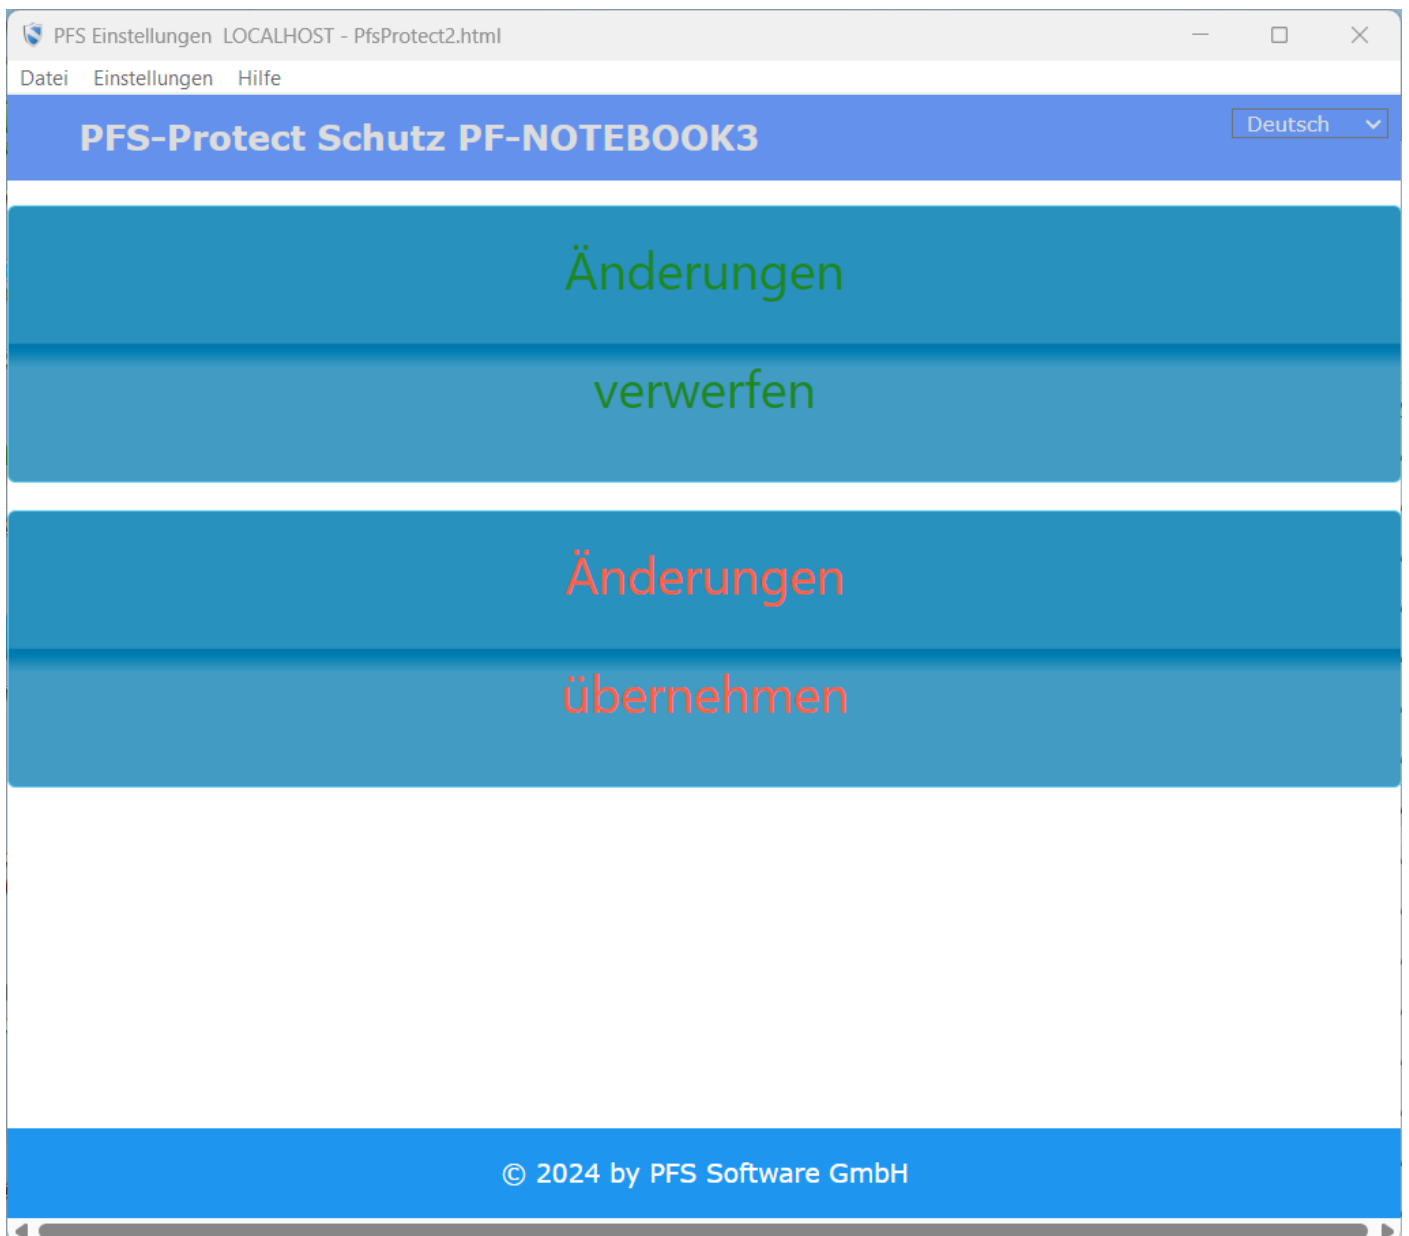 PFS Einstellungen  LOCALHOST - PfsProtect2.html
Datei Einstellungen Hilfe
PFS-Protect Schutz PF-NOTEBOOK3
Deutsch
Änderungen
verwerfen
Änderungen
übernehmen
© 2024 by PFS Software GmbH